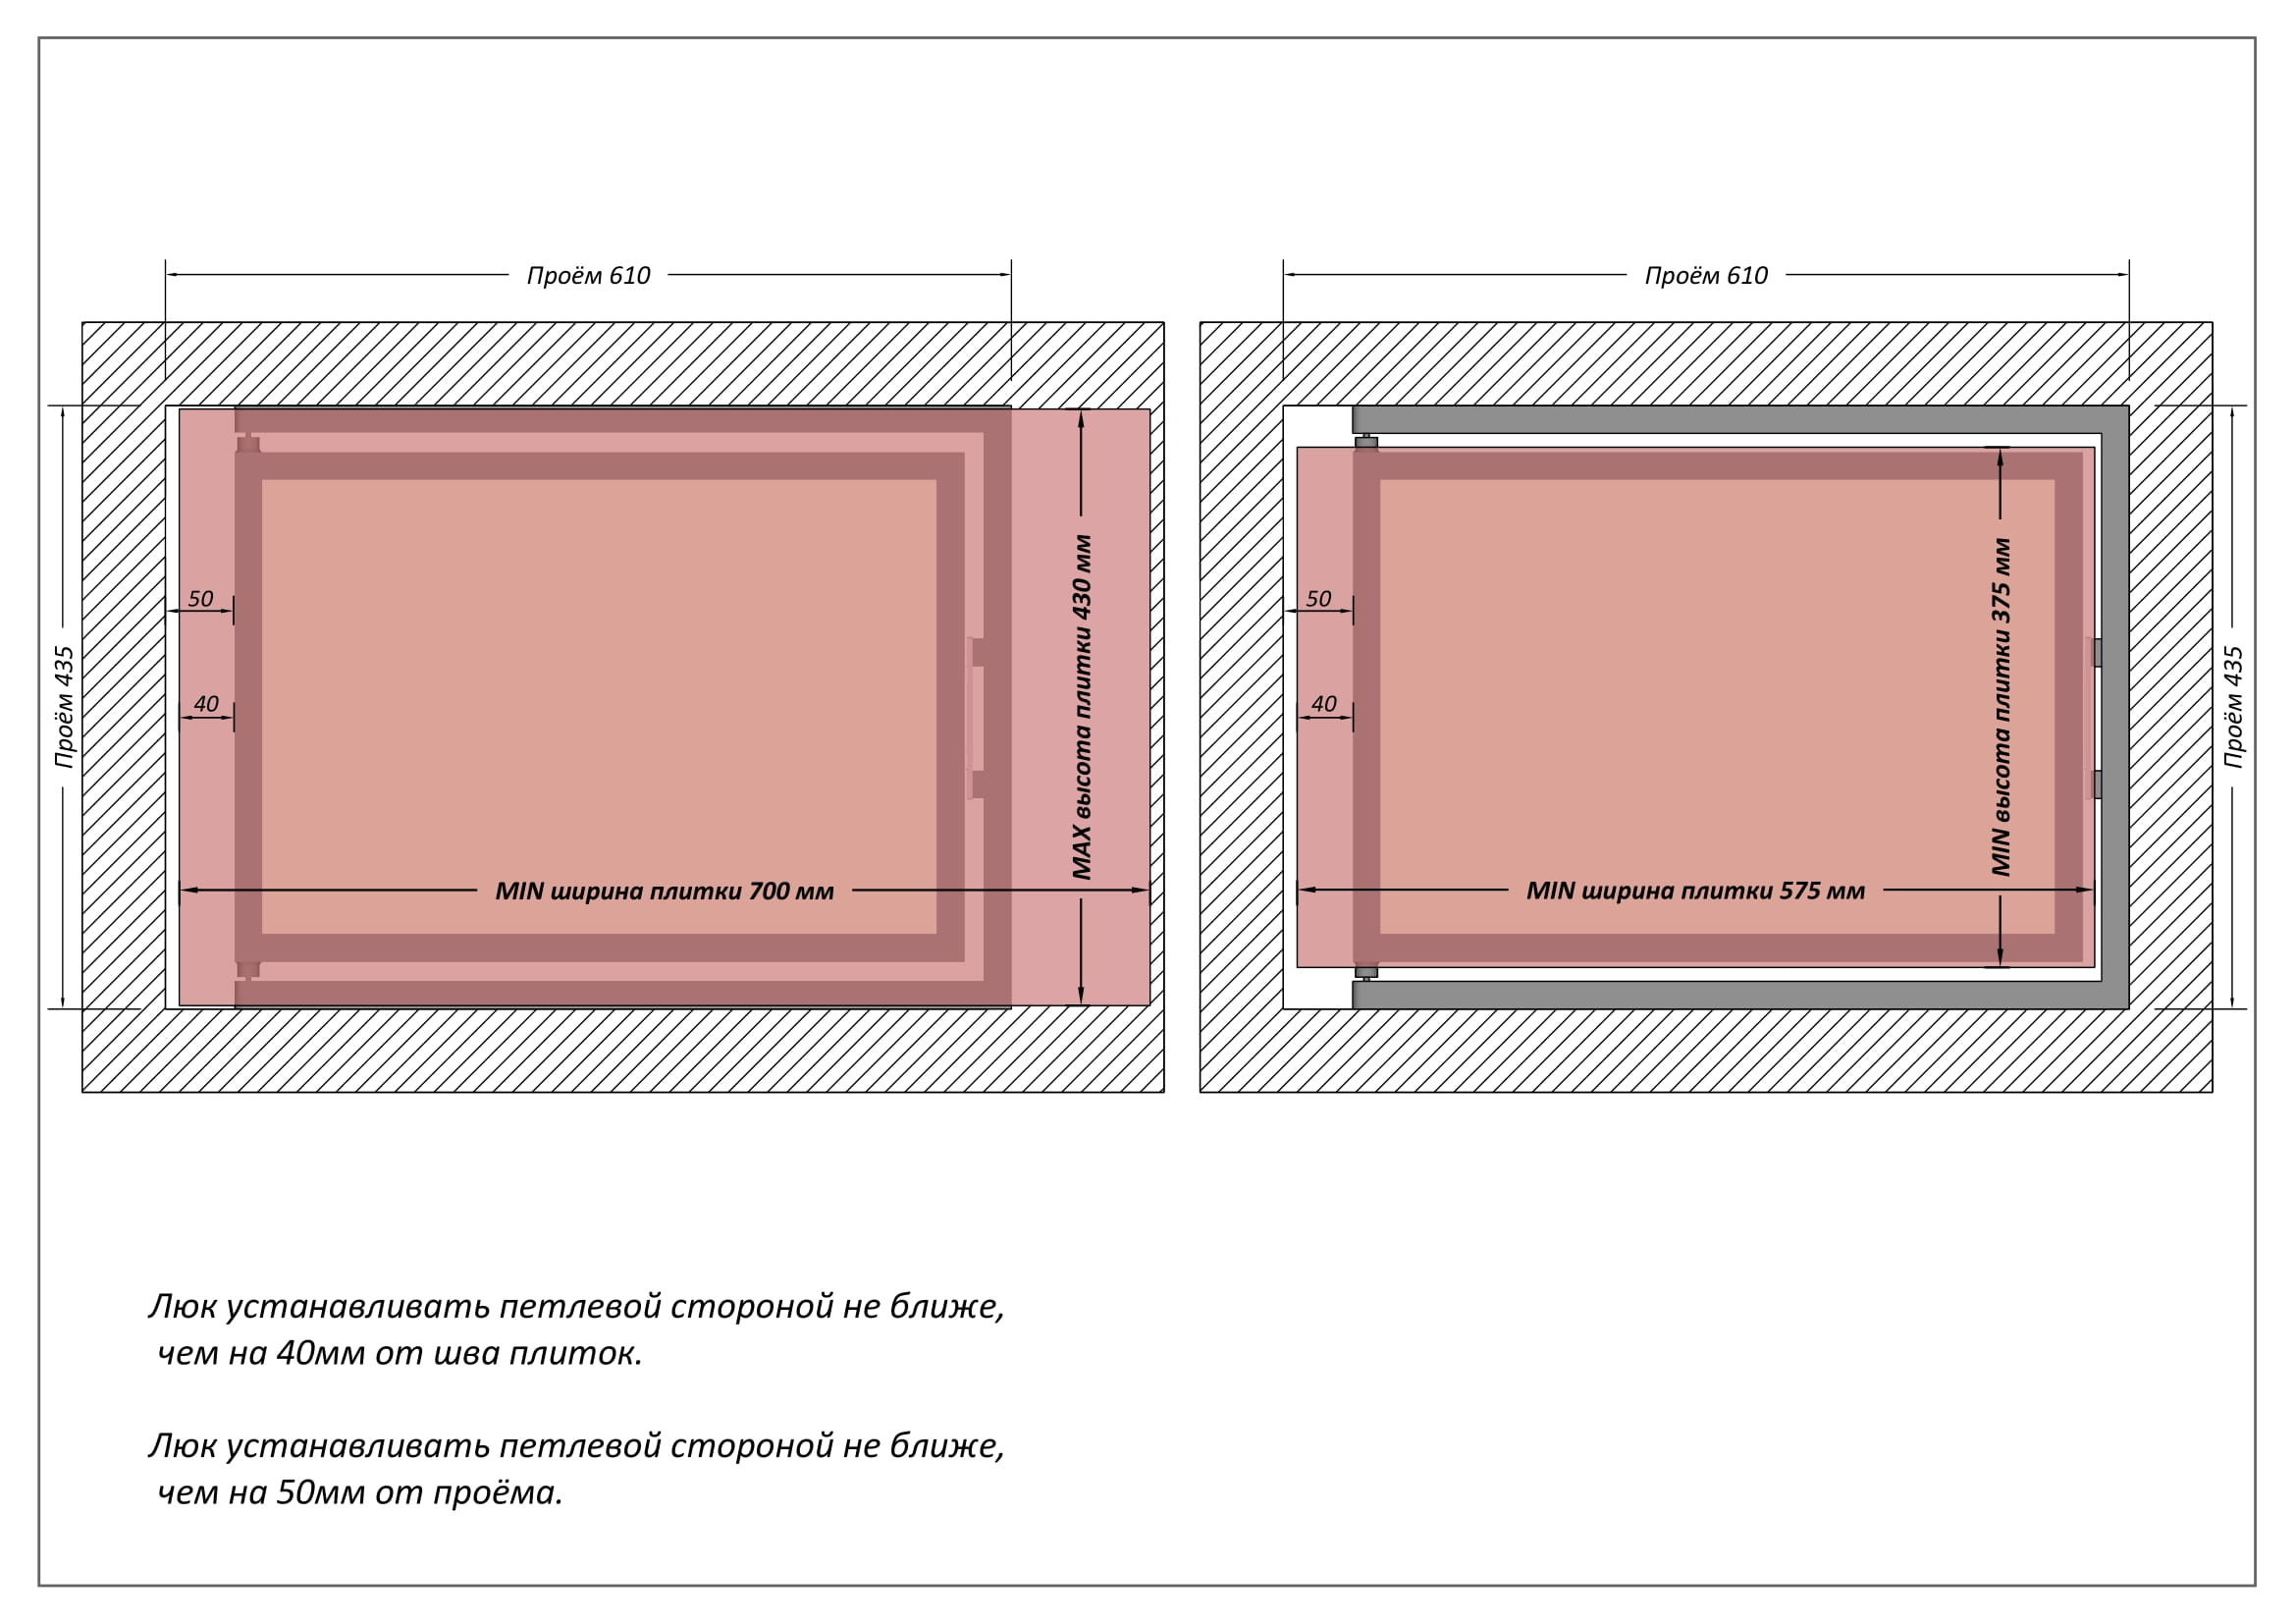 Проём 610
Проём 435
50
40
MAX высота плитки 430 мм
MIN ширина плитки 700 мм
Проём 610
50
40
MIN высота плитки 375 мм
MIN ширина плитки 575 мм
Проём 435
Люк устанавливать петлевой стороной не ближе,
чем на 40мм от шва плиток.
Люк устанавливать петлевой стороной не ближе,
чем на 50мм от проёма.